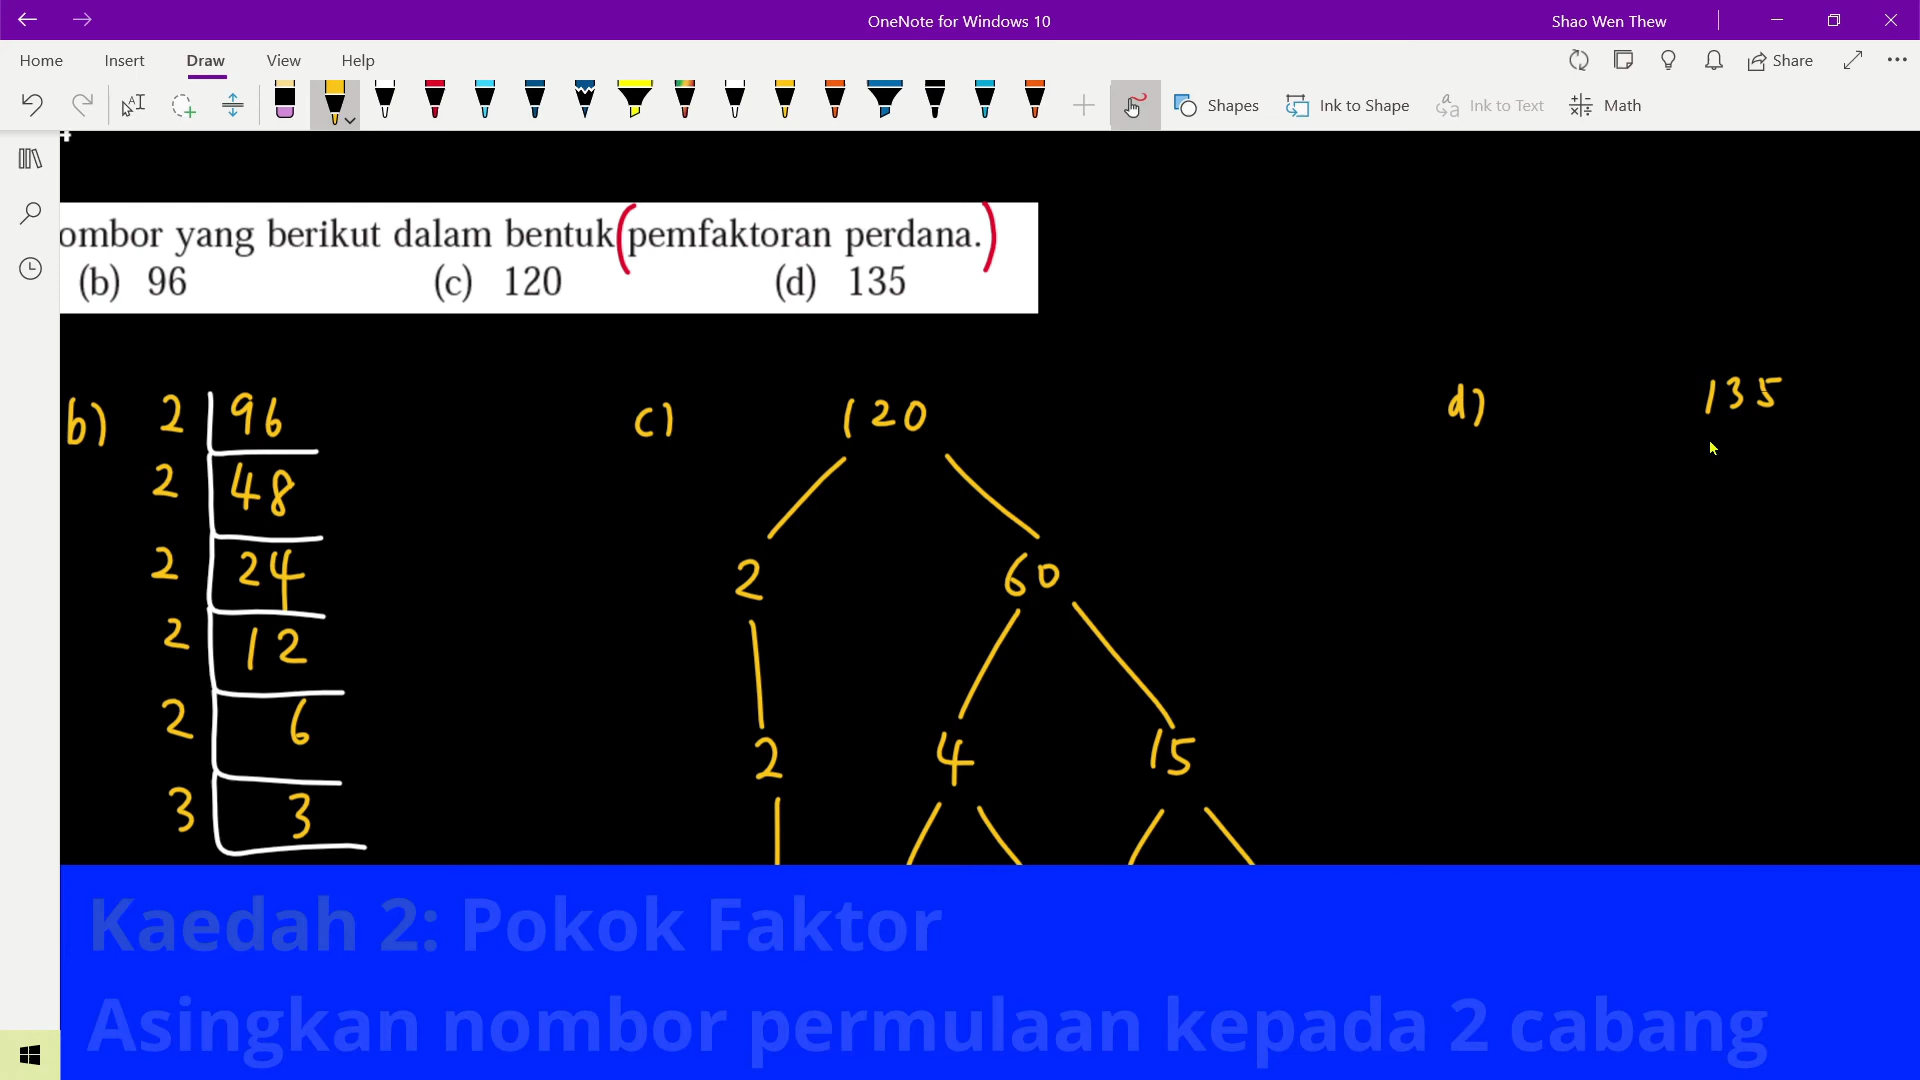 OneNote for Windows 10
Shao Wen Thew
Home Insert Draw View Help
Share
Shapes Ink to Shape Ink to Text Math
ombor yang berikut dalam bentuk (pemfaktoran perdana.)
(b) 96 (c) 120 (d) 135
b) 2 96
2 48
2 24
2 12
2 6
3 3
c) 120
2 60
2 4 15
d) 135
Kaedah 2: Pokok Faktor
Asingkan nombor permulaan kepada 2 cabang